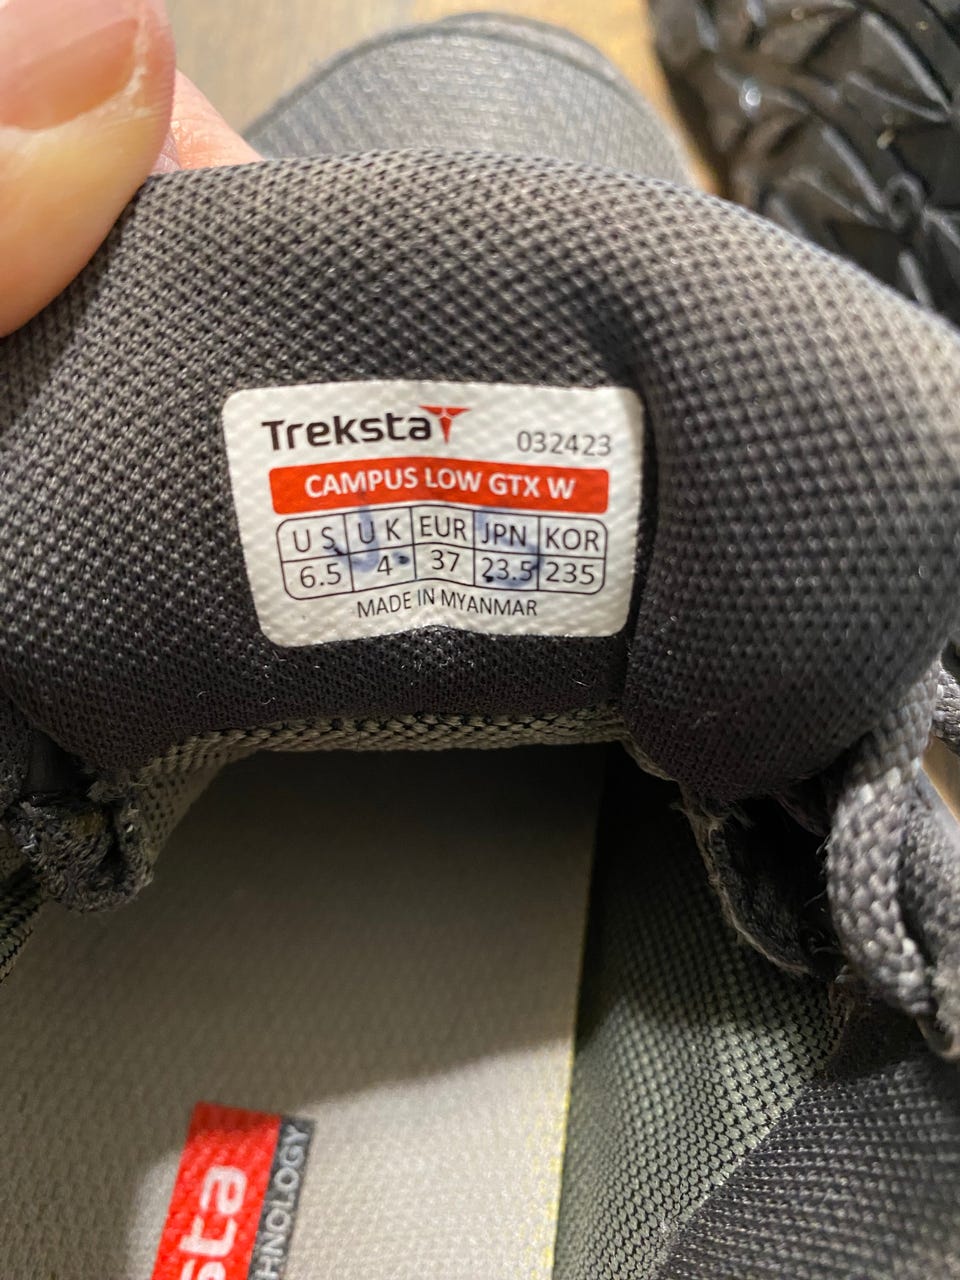 Treksta
032423
CAMPUS LOW GTX W
US UK EUR JPN KOR
6.5 4 37 23.5 235
MADE IN MYANMAR
sta
HNOLOGY